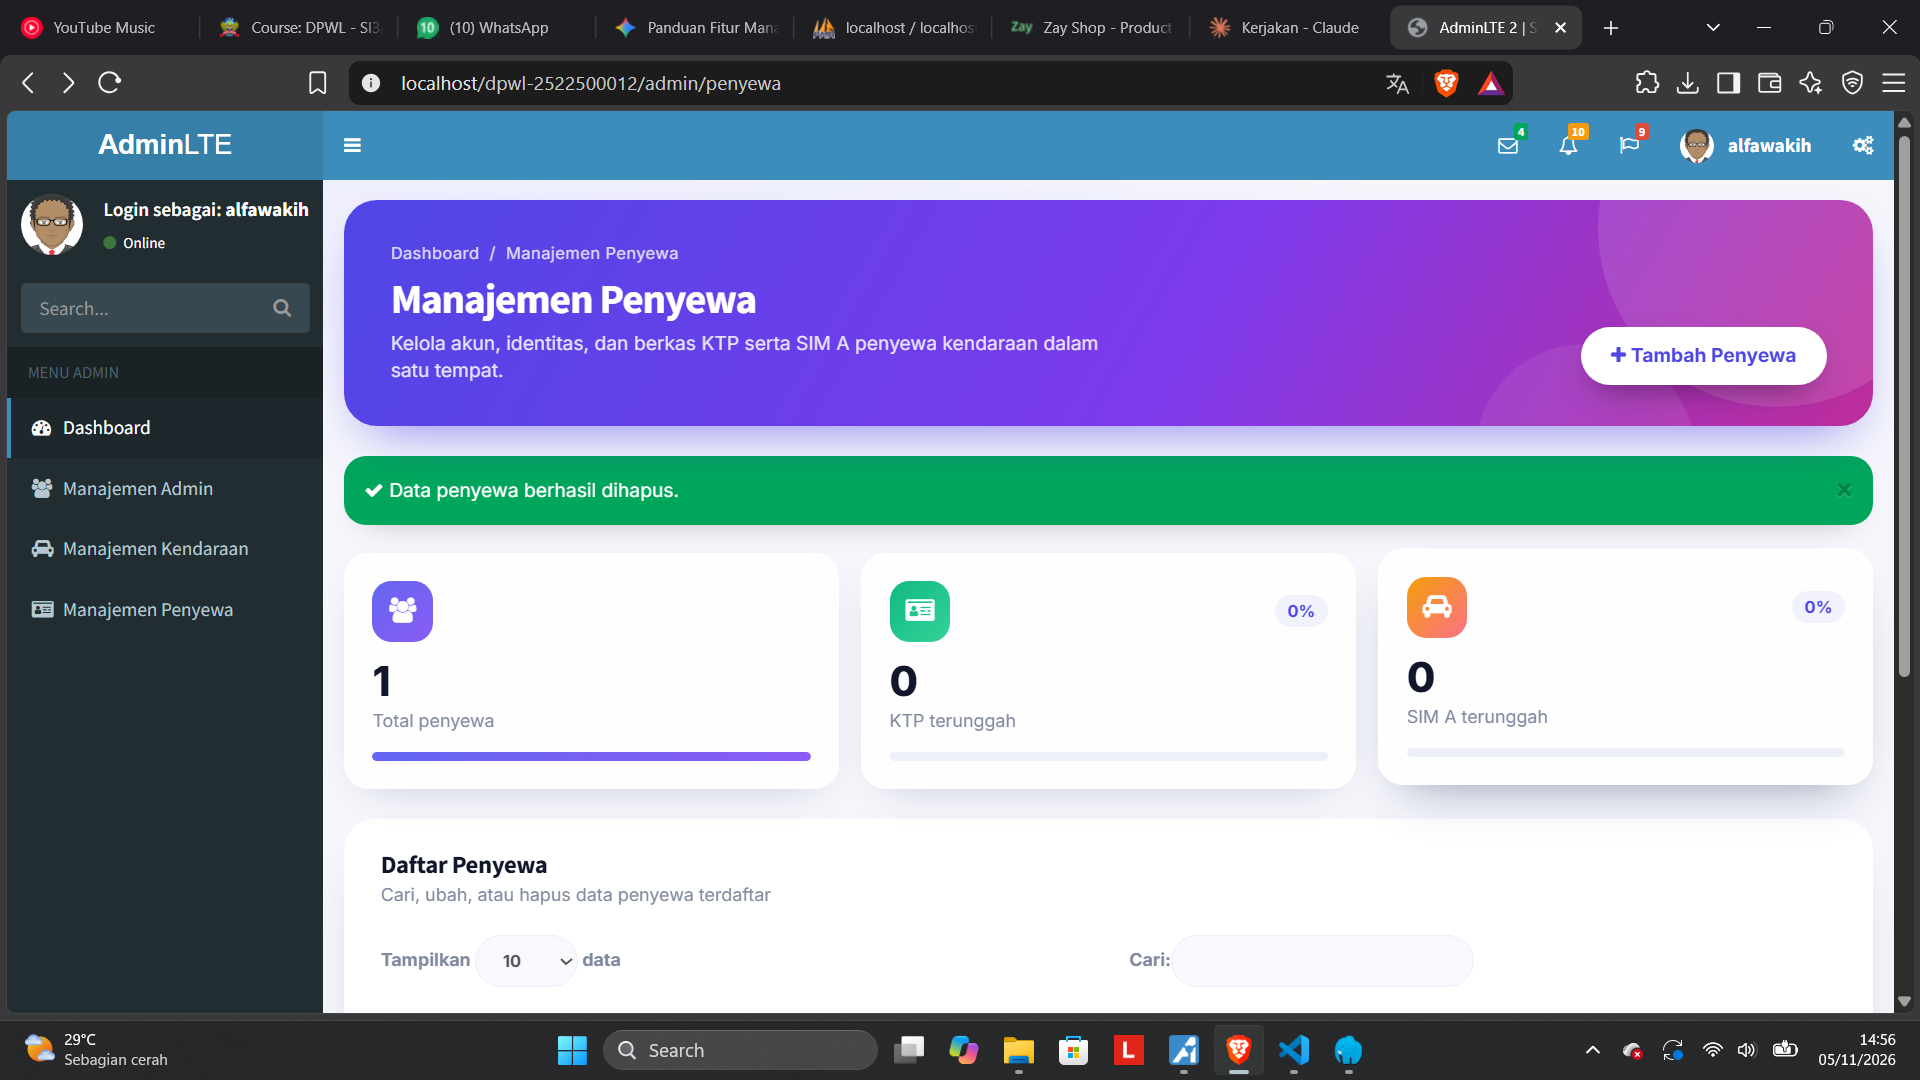 YouTube Music
Course: DPWL - SI3
(10) WhatsApp
Panduan Fitur Mana
localhost / localhos
Zay Shop - Product
Kerjakan - Claude
AdminLTE 2 | S
localhost/dpwl-2522500012/admin/penyewa
AdminLTE
4
10
9
alfawakih
Login sebagai: alfawakih
Online
Search...
MENU ADMIN
Dashboard
Manajemen Admin
Manajemen Kendaraan
Manajemen Penyewa
Dashboard / Manajemen Penyewa
Manajemen Penyewa
Kelola akun, identitas, dan berkas KTP serta SIM A penyewa kendaraan dalam
satu tempat.
Tambah Penyewa
Data penyewa berhasil dihapus.
1
Total penyewa
0%
0
KTP terunggah
0%
0
SIM A terunggah
Daftar Penyewa
Cari, ubah, atau hapus data penyewa terdaftar
Tampilkan 10 data
Cari:
29°C
Sebagian cerah
Search
14:56
05/11/2026